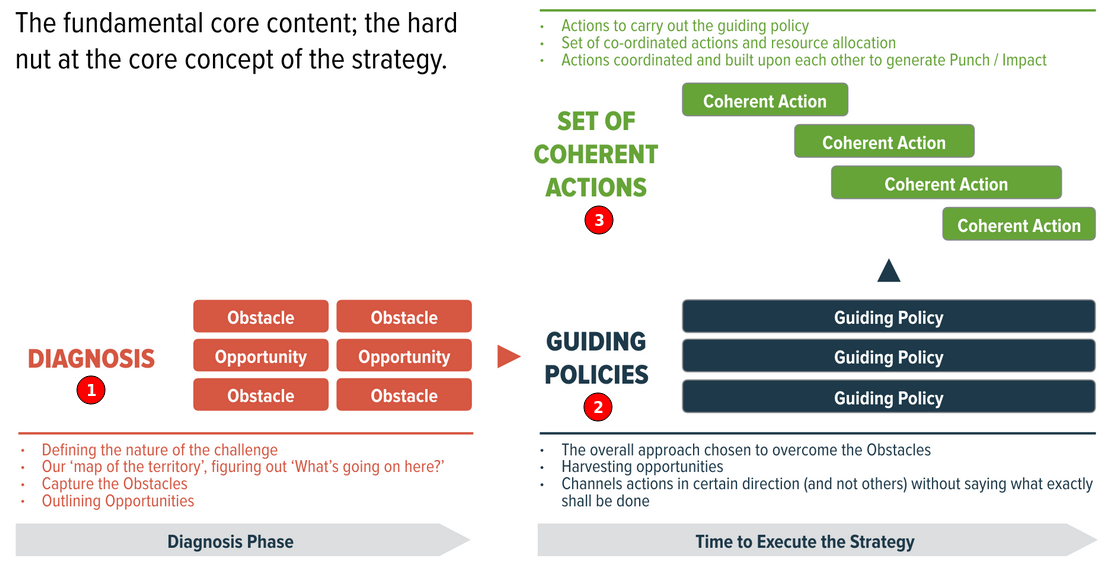 The fundamental core content; the hard
nut at the core concept of the strategy.
• Actions to carry out the guiding policy
• Set of co-ordinated actions and resource allocation
• Actions coordinated and built upon each other to generate Punch / Impact
SET OF
COHERENT
ACTIONS
3
Coherent Action
Coherent Action
Coherent Action
Coherent Action
DIAGNOSIS
1
Obstacle Obstacle
Opportunity Opportunity
Obstacle Obstacle
GUIDING
POLICIES
2
Guiding Policy
Guiding Policy
Guiding Policy
• Defining the nature of the challenge
• Our ‘map of the territory’, figuring out ‘What’s going on here?’
• Capture the Obstacles
• Outlining Opportunities
• The overall approach chosen to overcome the Obstacles
• Harvesting opportunities
• Channels actions in certain direction (and not others) without saying what exactly
shall be done
Diagnosis Phase
Time to Execute the Strategy